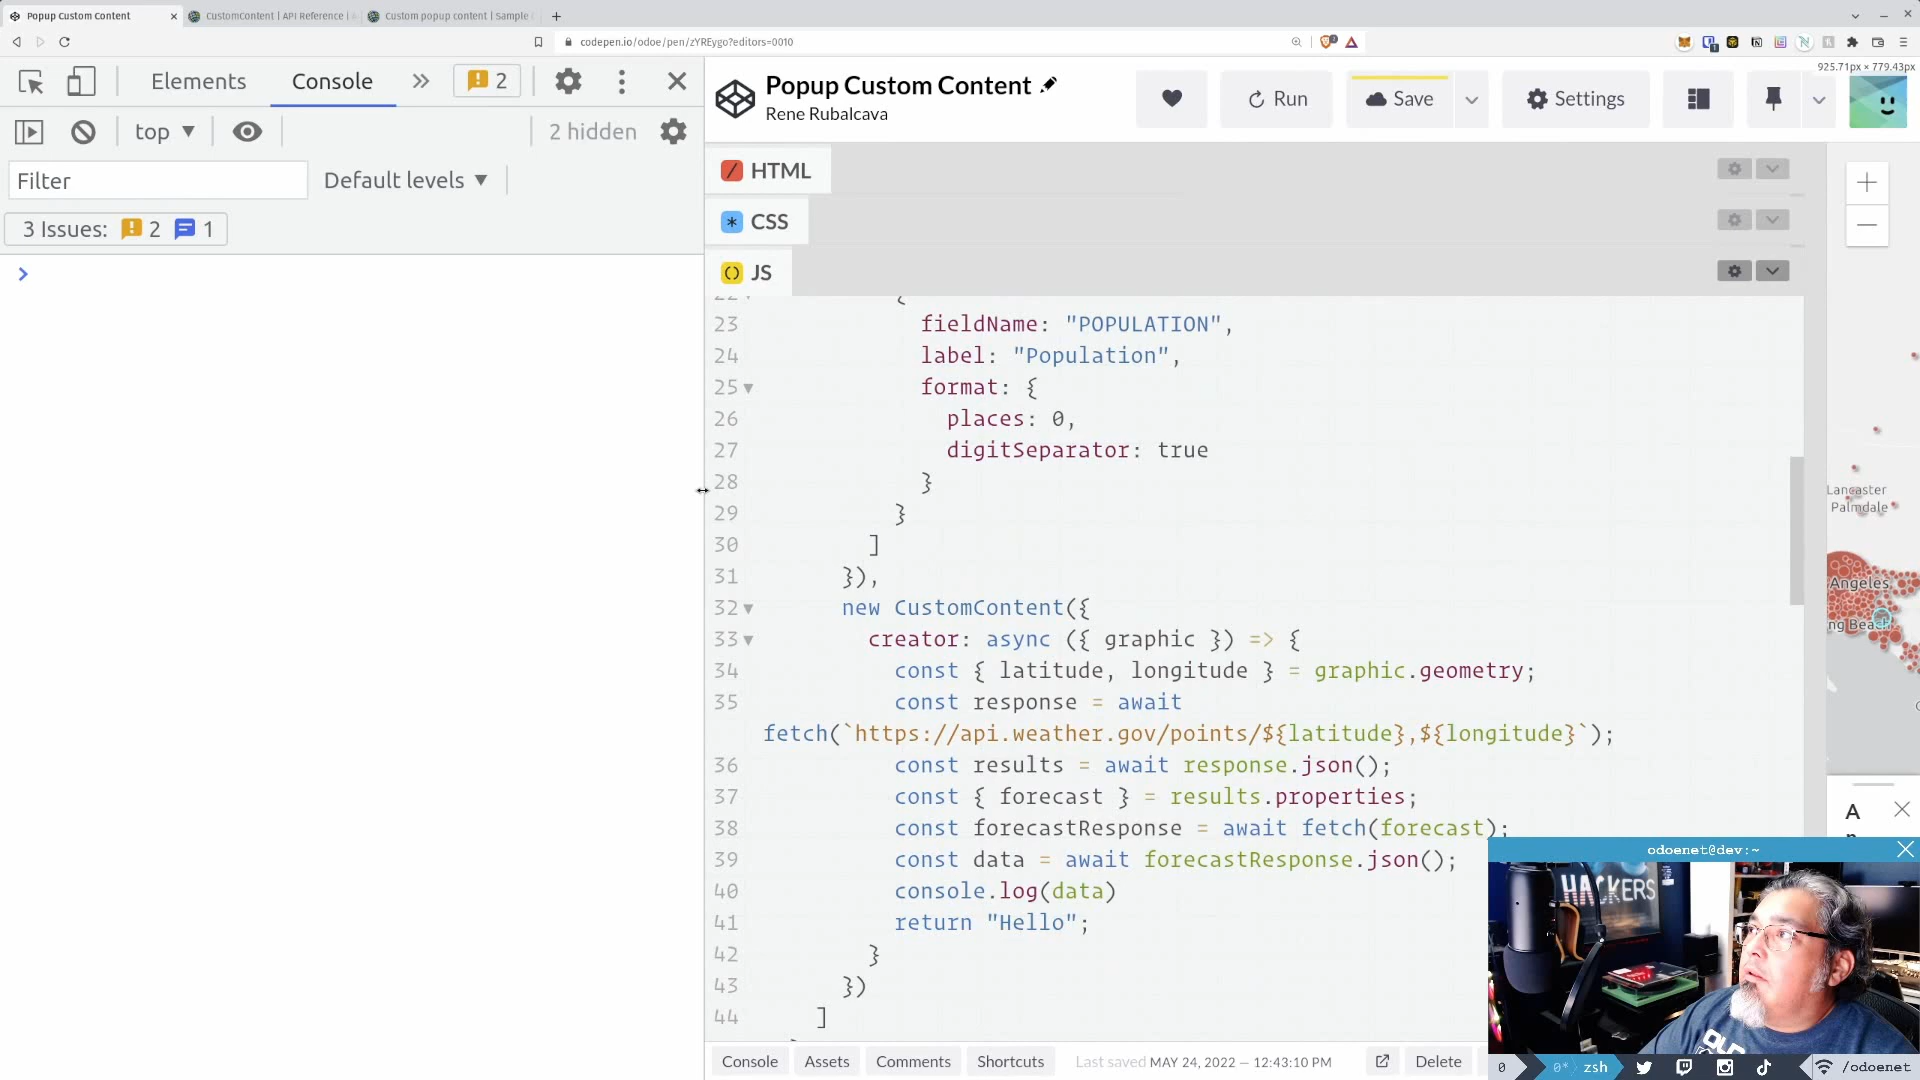 Popup Custom Content
CustomContent | API Reference |
Custom popup content | Sample
codepen.io/odoe/pen/zYREygo?editors=0010
925.71px × 779.43px
Elements
Console
2
top
2 hidden
Filter
Default levels
3 Issues:
2
1
Popup Custom Content
Rene Rubalcava
Run
Save
Settings
HTML
CSS
JS
22 {
23 fieldName: "POPULATION",
24 label: "Population",
25 format: {
26 places: 0,
27 digitSeparator: true
28 }
29 }
30 ]
31 }),
32 new CustomContent({
33 creator: async ({ graphic }) => {
34 const { latitude, longitude } = graphic.geometry;
35 const response = await
fetch(`https://api.weather.gov/points/${latitude},${longitude}`);
36 const results = await response.json();
37 const { forecast } = results.properties;
38 const forecastResponse = await fetch(forecast);
39 const data = await forecastResponse.json();
40 console.log(data)
41 return "Hello";
42 }
43 })
44 ]
Lancaster
Palmdale
Angeles
ng Beach
A
odoenet@dev:~
HACKERS
Console
Assets
Comments
Shortcuts
Last saved MAY 24, 2022 — 12:43:10 PM
Delete
0
0* zsh
/odoenet